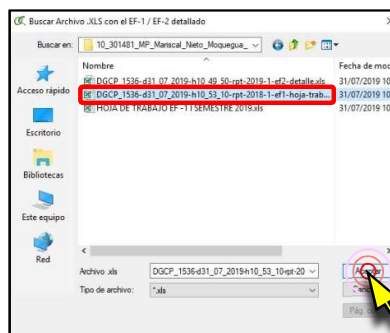 Buscar Archivo .XLS con el EF-1 / EF-2 detallado
Buscar en: 10_301481_MP_Mariscal_Nieto_Moquegua_
Nombre Fecha de mod
DGCP_1536-d31_07_2019-h10_49_50-rpt-2019-1-ef2-detalle.xls 31/07/2019 10
DGCP_1536-d31_07_2019-h10_53_10-rpt-2018-1-ef1-hoja-trab... 31/07/2019 10
HOJA DE TRABAJO EF -1 I SEMESTRE 2019.xls 31/07/2019 10
Acceso rápido
Escritorio
Bibliotecas
Este equipo
Red
Archivo .xls DGCP_1536-d31_07_2019-h10_53_10-rpt-20 Aceptar
Tipo de archivo: *.xls
Pág.